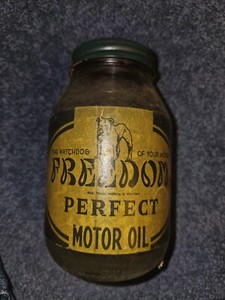 THE WATCHDOG OF YOUR MOTOR
FREEDOM
PERFECT
MOTOR OIL